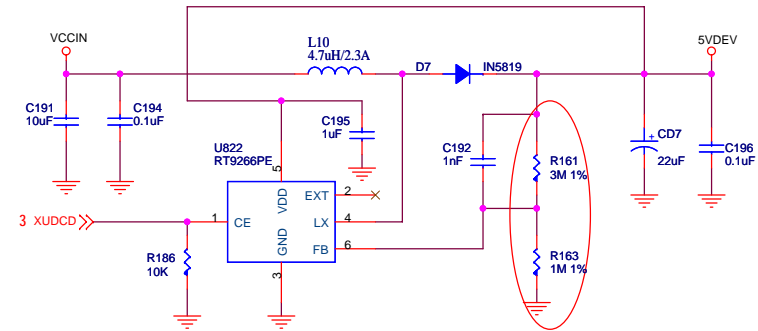 VCCIN
L10
4.7uH/2.3A
D7
IN5819
5VDEV
C191
10uF
C194
0.1uF
C195
1uF
U822
RT9266PE
C192
1nF
R161
3M 1%
CD7
+
22uF
C196
0.1uF
5
VDD
EXT
2
3 XUDCD
1
CE
LX
4
GND
FB
6
R186
10K
3
R163
1M 1%